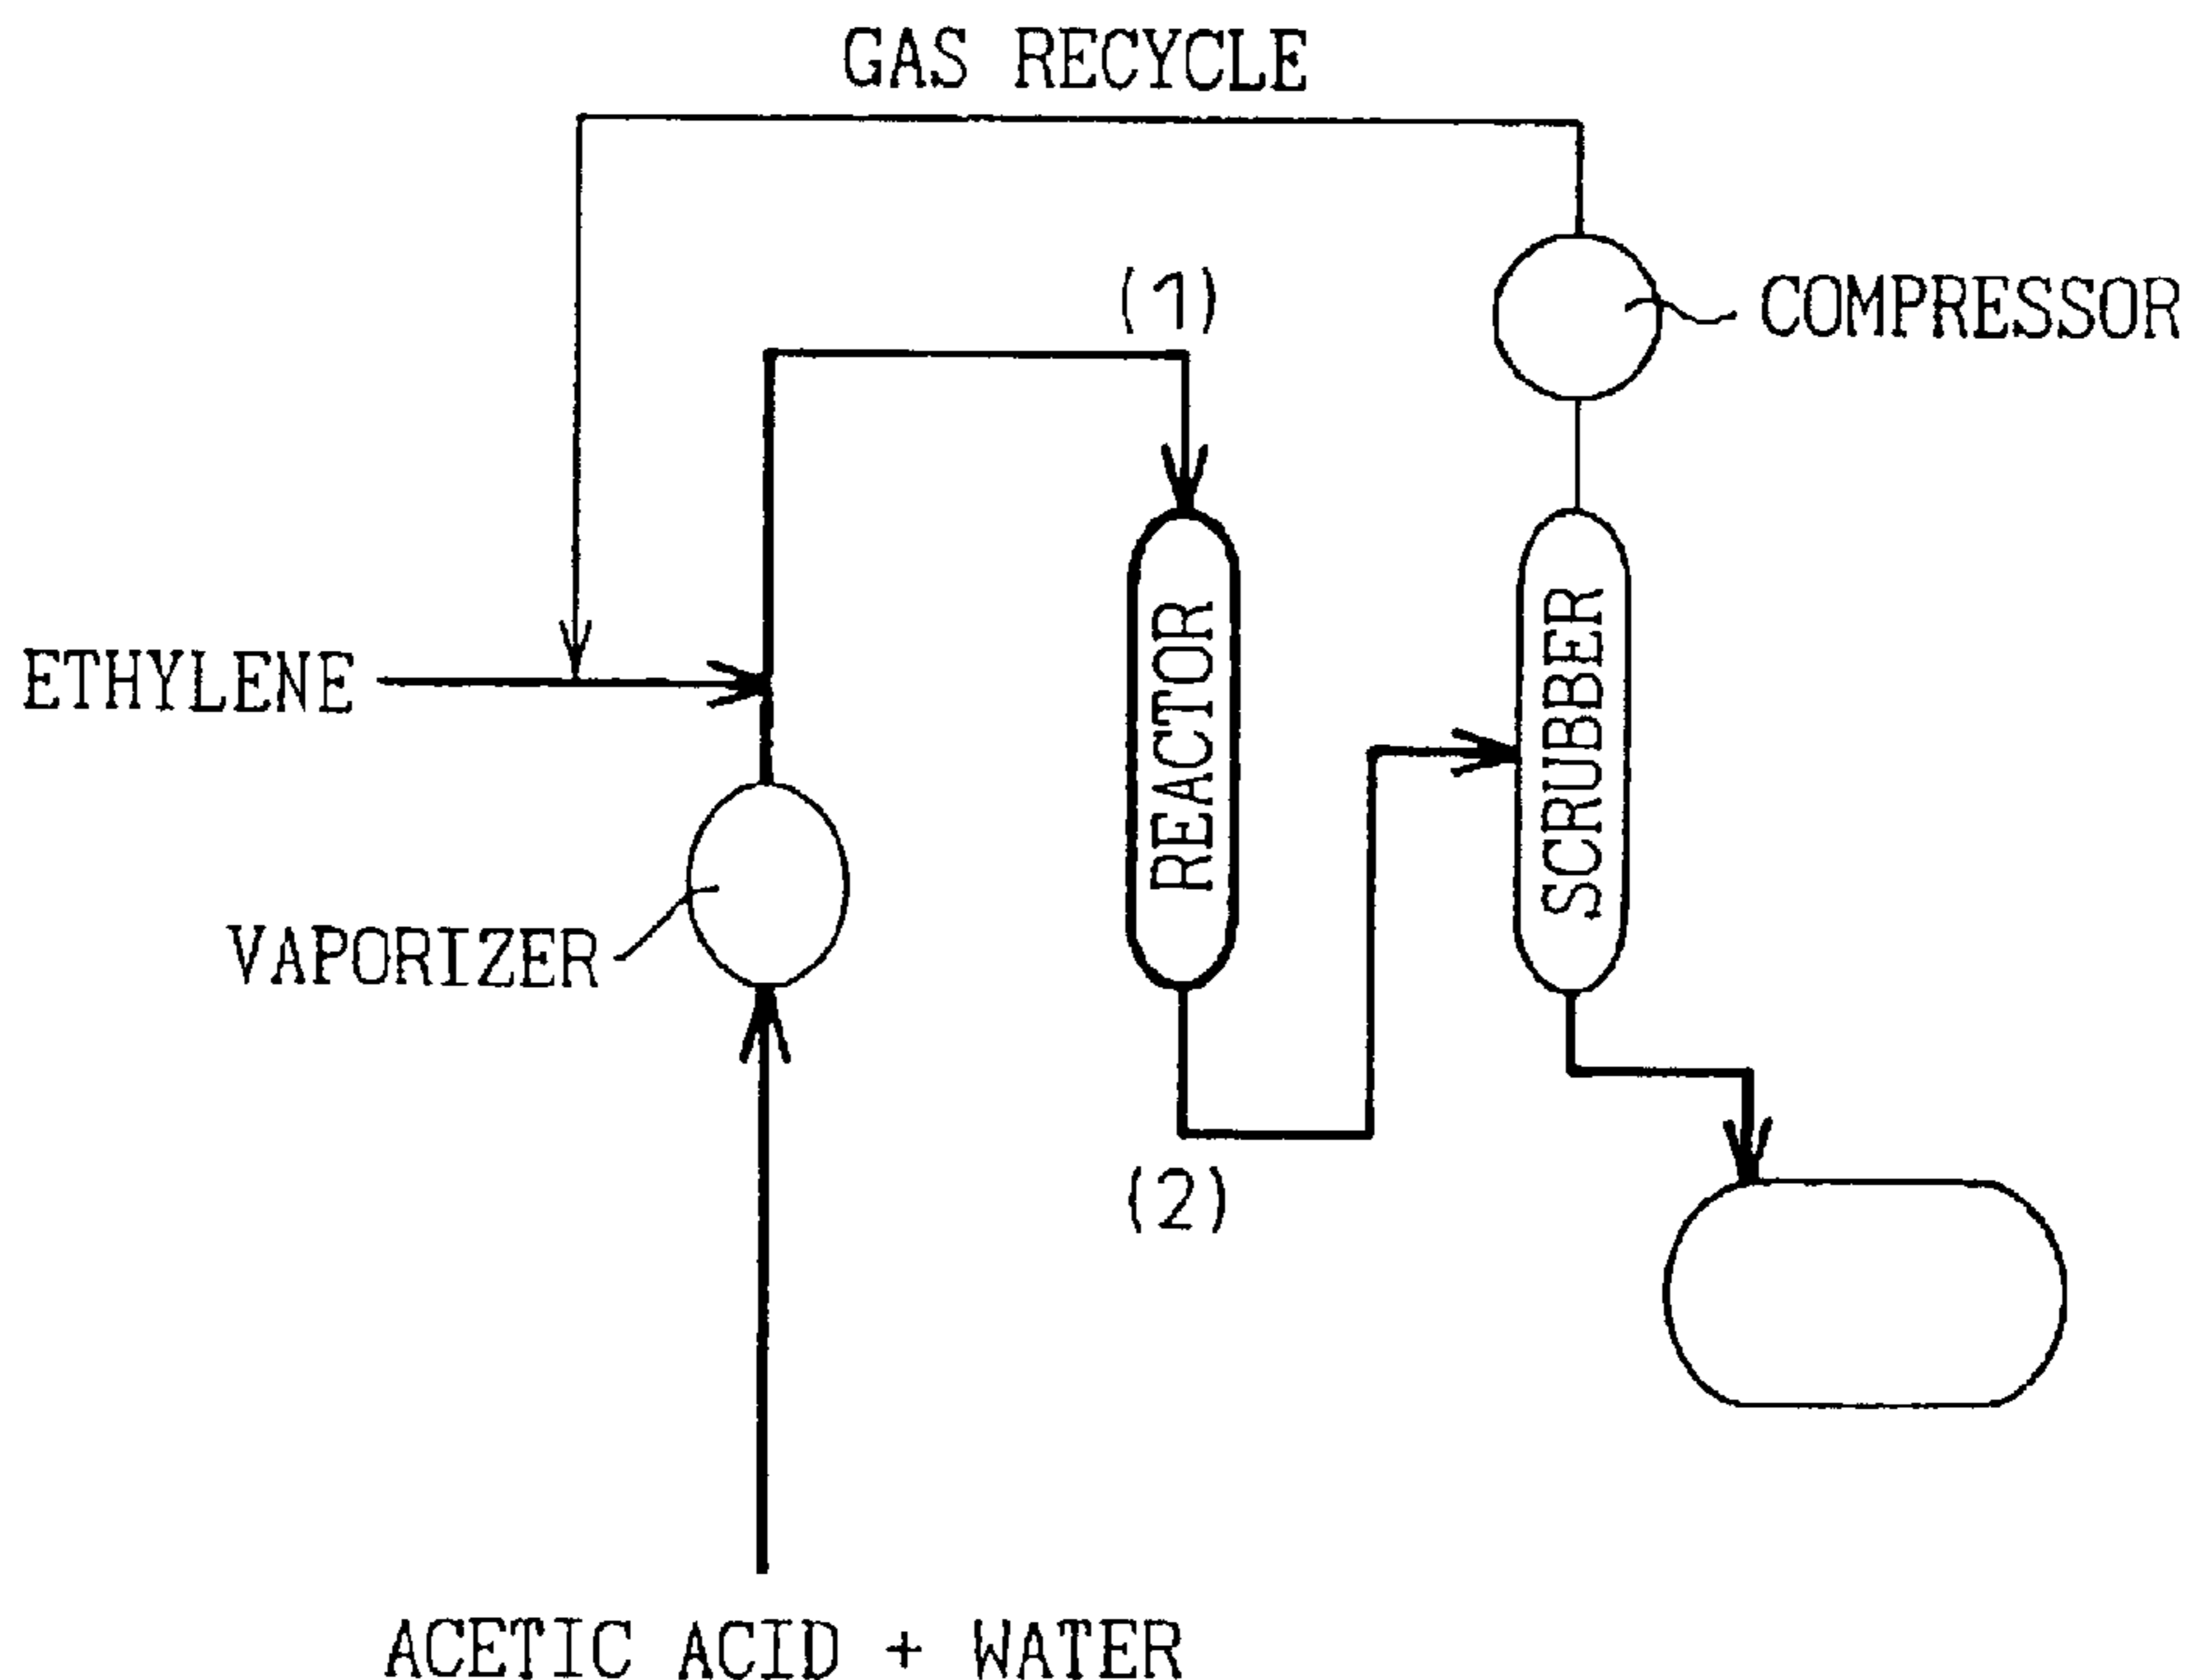 GAS RECYCLE
(1)
COMPRESSOR
ETHYLENE
REACTOR
SCRUBBER
VAPORIZER
(2)
ACETIC ACID + WATER